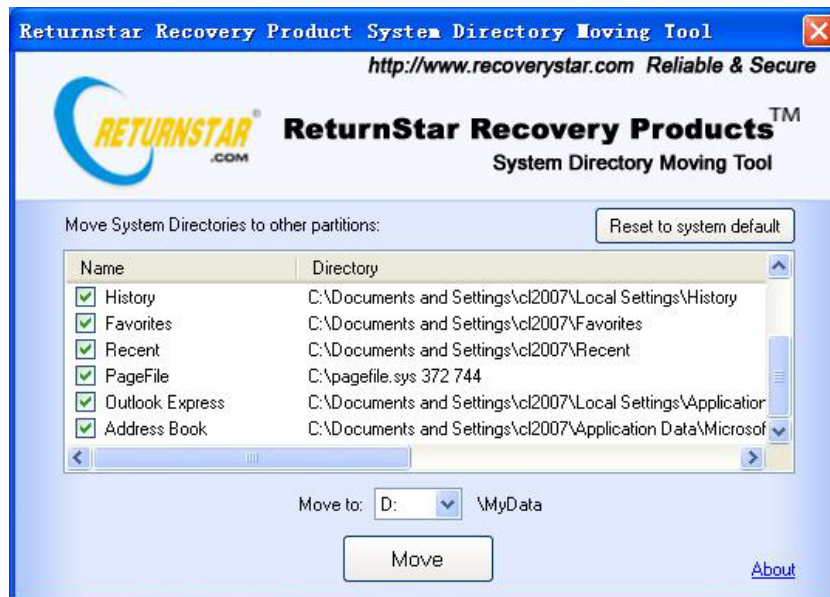 Returnstar Recovery Product System Directory Moving Tool
http://www.recoverystar.com Reliable & Secure
RETURNSTAR®
.COM
ReturnStar Recovery Products™
System Directory Moving Tool
Move System Directories to other partitions:
Reset to system default
Name Directory
History C:\Documents and Settings\cl2007\Local Settings\History
Favorites C:\Documents and Settings\cl2007\Favorites
Recent C:\Documents and Settings\cl2007\Recent
PageFile C:\pagefile.sys 372 744
Outlook Express C:\Documents and Settings\cl2007\Local Settings\Application
Address Book C:\Documents and Settings\cl2007\Application Data\Microsof
Move to: D: \MyData
Move
About